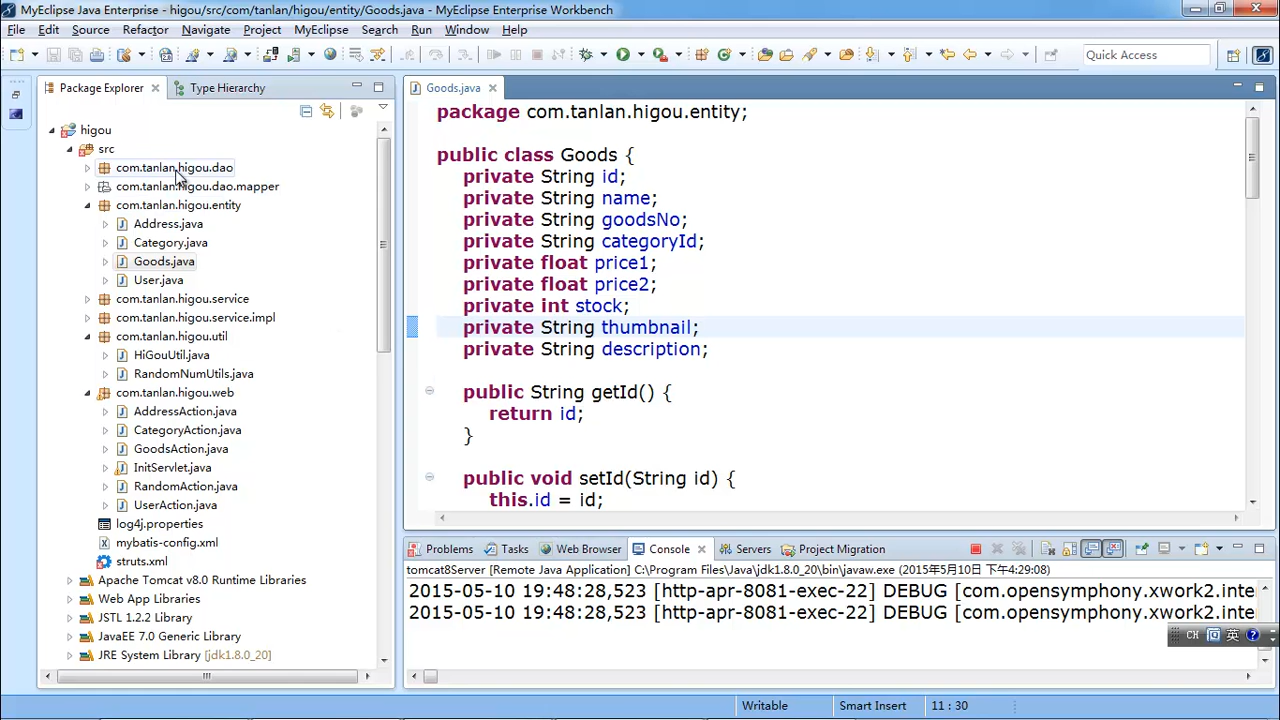 MyEclipse Java Enterprise - higou/src/com/tanlan/higou/entity/Goods.java - MyEclipse Enterprise Workbench
File Edit Source Refactor Navigate Project MyEclipse Search Run Window Help
Quick Access
Package Explorer
Type Hierarchy
higou
src
com.tanlan.higou.dao
com.tanlan.higou.dao.mapper
com.tanlan.higou.entity
Address.java
Category.java
Goods.java
User.java
com.tanlan.higou.service
com.tanlan.higou.service.impl
com.tanlan.higou.util
HiGouUtil.java
RandomNumUtils.java
com.tanlan.higou.web
AddressAction.java
CategoryAction.java
GoodsAction.java
InitServlet.java
RandomAction.java
UserAction.java
log4j.properties
mybatis-config.xml
struts.xml
Apache Tomcat v8.0 Runtime Libraries
Web App Libraries
JSTL 1.2.2 Library
JavaEE 7.0 Generic Library
JRE System Library [jdk1.8.0_20]
Goods.java
package com.tanlan.higou.entity;
public class Goods {
private String id;
private String name;
private String goodsNo;
private String categoryId;
private float price1;
private float price2;
private int stock;
private String thumbnail;
private String description;
public String getId() {
return id;
}
public void setId(String id) {
this.id = id;
Problems Tasks Web Browser Console Servers Project Migration
tomcat8Server [Remote Java Application] C:\Program Files\Java\jdk1.8.0_20\bin\javaw.exe (2015年5月10日 下午4:29:08)
2015-05-10 19:48:28,523 [http-apr-8081-exec-22] DEBUG [com.opensymphony.xwork2.inte
2015-05-10 19:48:28,523 [http-apr-8081-exec-22] DEBUG [com.opensymphony.xwork2.inte
CH 英
Writable
Smart Insert
11 : 30